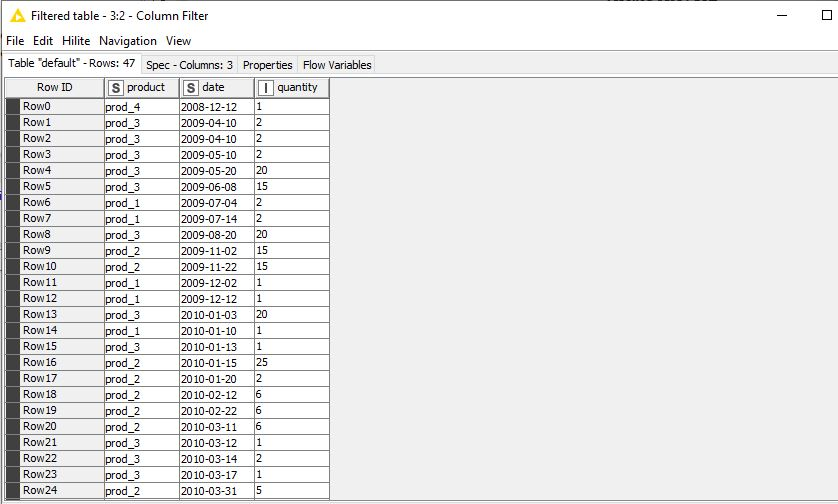 Filtered table - 3:2 - Column Filter
File Edit Hilite Navigation View
Table "default" - Rows: 47 Spec - Columns: 3 Properties Flow Variables
Row ID S product S date I quantity
Row0 prod_4 2008-12-12 1
Row1 prod_3 2009-04-10 2
Row2 prod_3 2009-04-10 2
Row3 prod_3 2009-05-10 2
Row4 prod_3 2009-05-20 20
Row5 prod_3 2009-06-08 15
Row6 prod_1 2009-07-04 2
Row7 prod_1 2009-07-14 2
Row8 prod_3 2009-08-20 20
Row9 prod_2 2009-11-02 15
Row10 prod_2 2009-11-22 15
Row11 prod_1 2009-12-02 1
Row12 prod_1 2009-12-12 1
Row13 prod_3 2010-01-03 20
Row14 prod_1 2010-01-10 1
Row15 prod_3 2010-01-13 1
Row16 prod_2 2010-01-15 25
Row17 prod_2 2010-01-20 2
Row18 prod_2 2010-02-12 6
Row19 prod_2 2010-02-22 6
Row20 prod_2 2010-03-11 6
Row21 prod_3 2010-03-12 1
Row22 prod_3 2010-03-14 2
Row23 prod_3 2010-03-17 1
Row24 prod_2 2010-03-31 5